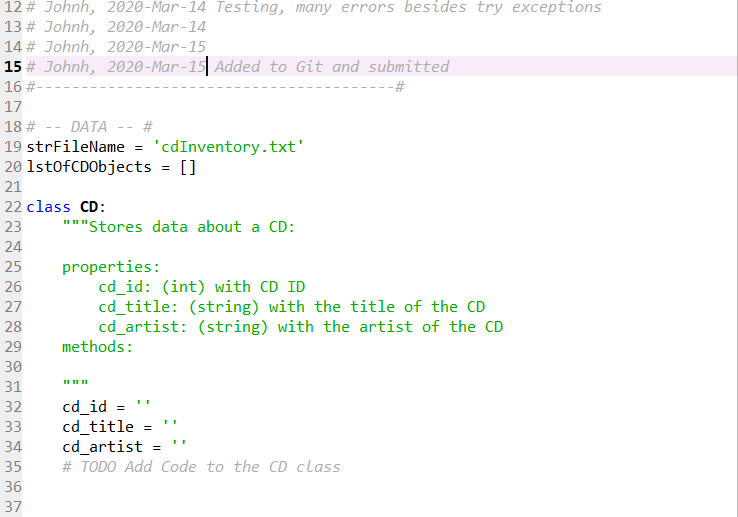 12 # Johnh, 2020-Mar-14 Testing, many errors besides try exceptions
13 # Johnh, 2020-Mar-14
14 # Johnh, 2020-Mar-15
15 # Johnh, 2020-Mar-15 Added to Git and submitted
16 #----------------------------------------#
17
18 # -- DATA -- #
19 strFileName = 'cdInventory.txt'
20 lstOfCDObjects = []
21
22 class CD:
23     """Stores data about a CD:
24
25     properties:
26         cd_id: (int) with CD ID
27         cd_title: (string) with the title of the CD
28         cd_artist: (string) with the artist of the CD
29     methods:
30
31     """
32     cd_id = ''
33     cd_title = ''
34     cd_artist = ''
35     # TODO Add Code to the CD class
36
37